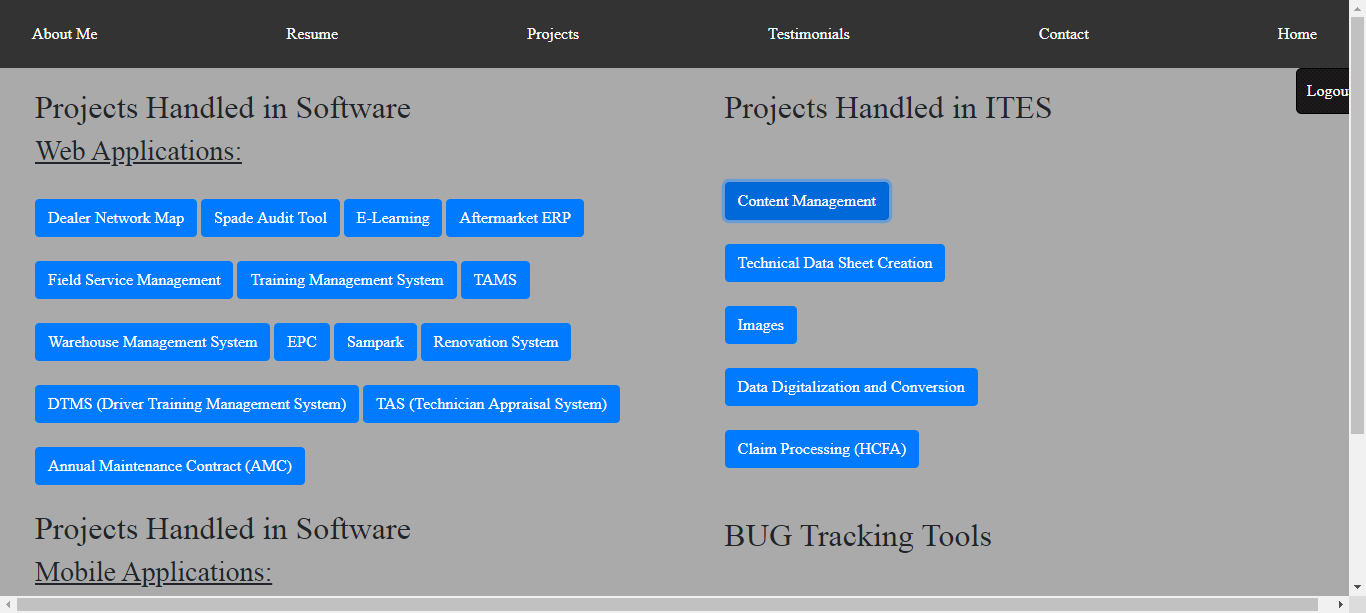 About Me Resume Projects Testimonials Contact Home
Logou
Projects Handled in Software
Web Applications:
Dealer Network Map Spade Audit Tool E-Learning Aftermarket ERP
Field Service Management Training Management System TAMS
Warehouse Management System EPC Sampark Renovation System
DTMS (Driver Training Management System) TAS (Technician Appraisal System)
Annual Maintenance Contract (AMC)
Projects Handled in Software
Mobile Applications:
Projects Handled in ITES
Content Management
Technical Data Sheet Creation
Images
Data Digitalization and Conversion
Claim Processing (HCFA)
BUG Tracking Tools